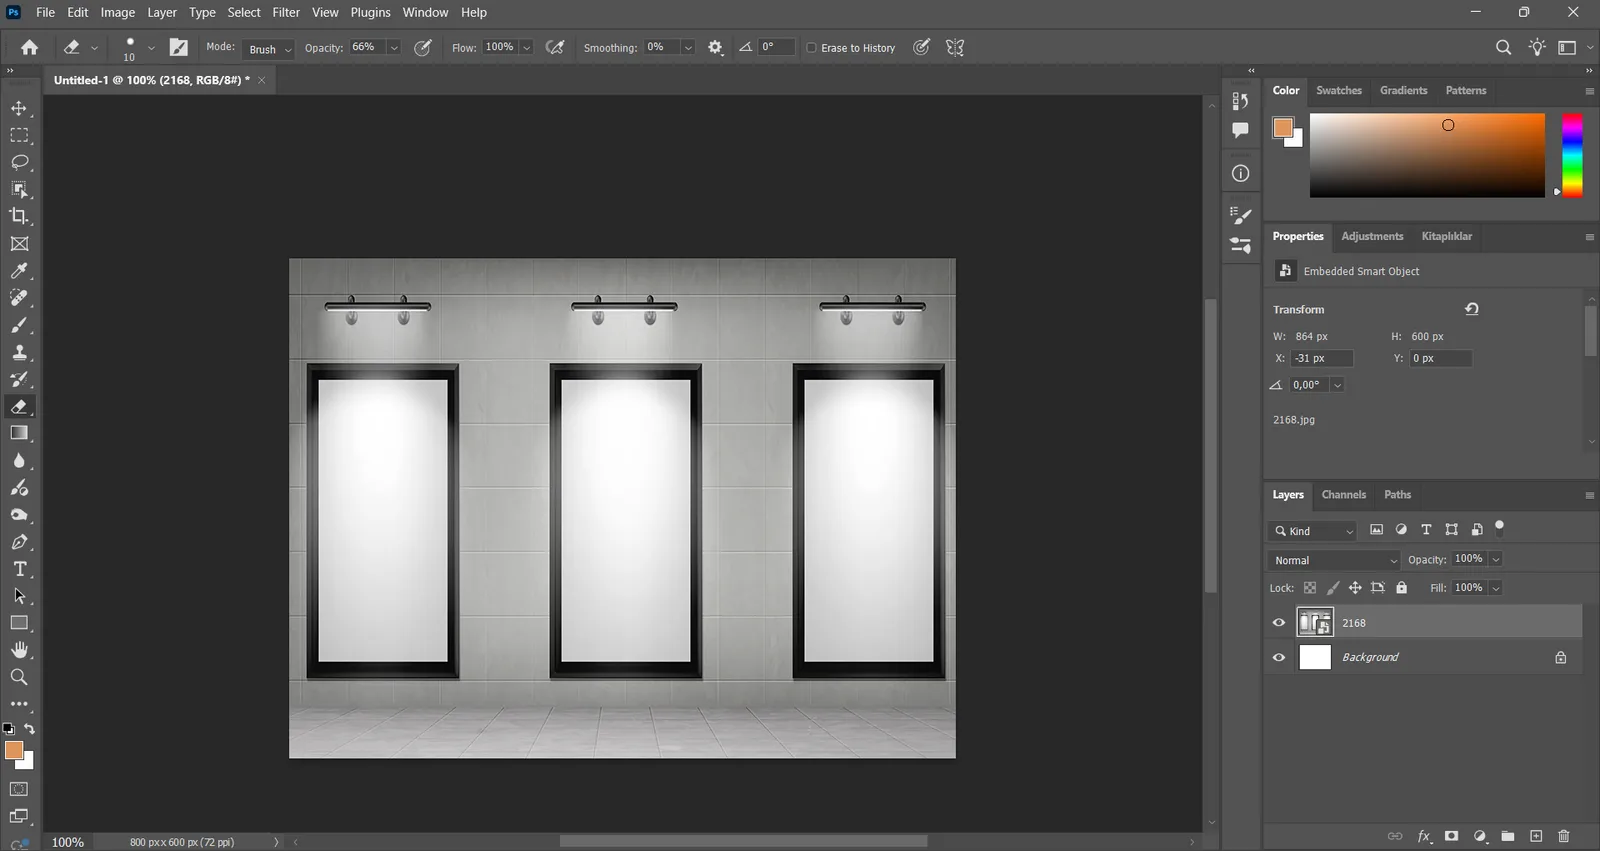 Ps File Edit Image Layer Type Select Filter View Plugins Window Help
10 Mode: Brush Opacity: 66% Flow: 100% Smoothing: 0% 0° Erase to History
Untitled-1 @ 100% (2168, RGB/8#) *
Color Swatches Gradients Patterns
Properties Adjustments Kitaplıklar
Embedded Smart Object
Transform
W: 864 px H: 600 px
X: -31 px Y: 0 px
0,00°
2168.jpg
Layers Channels Paths
Kind
Normal Opacity: 100%
Lock: Fill: 100%
2168
Background
100% 800 px x 600 px (72 ppi)